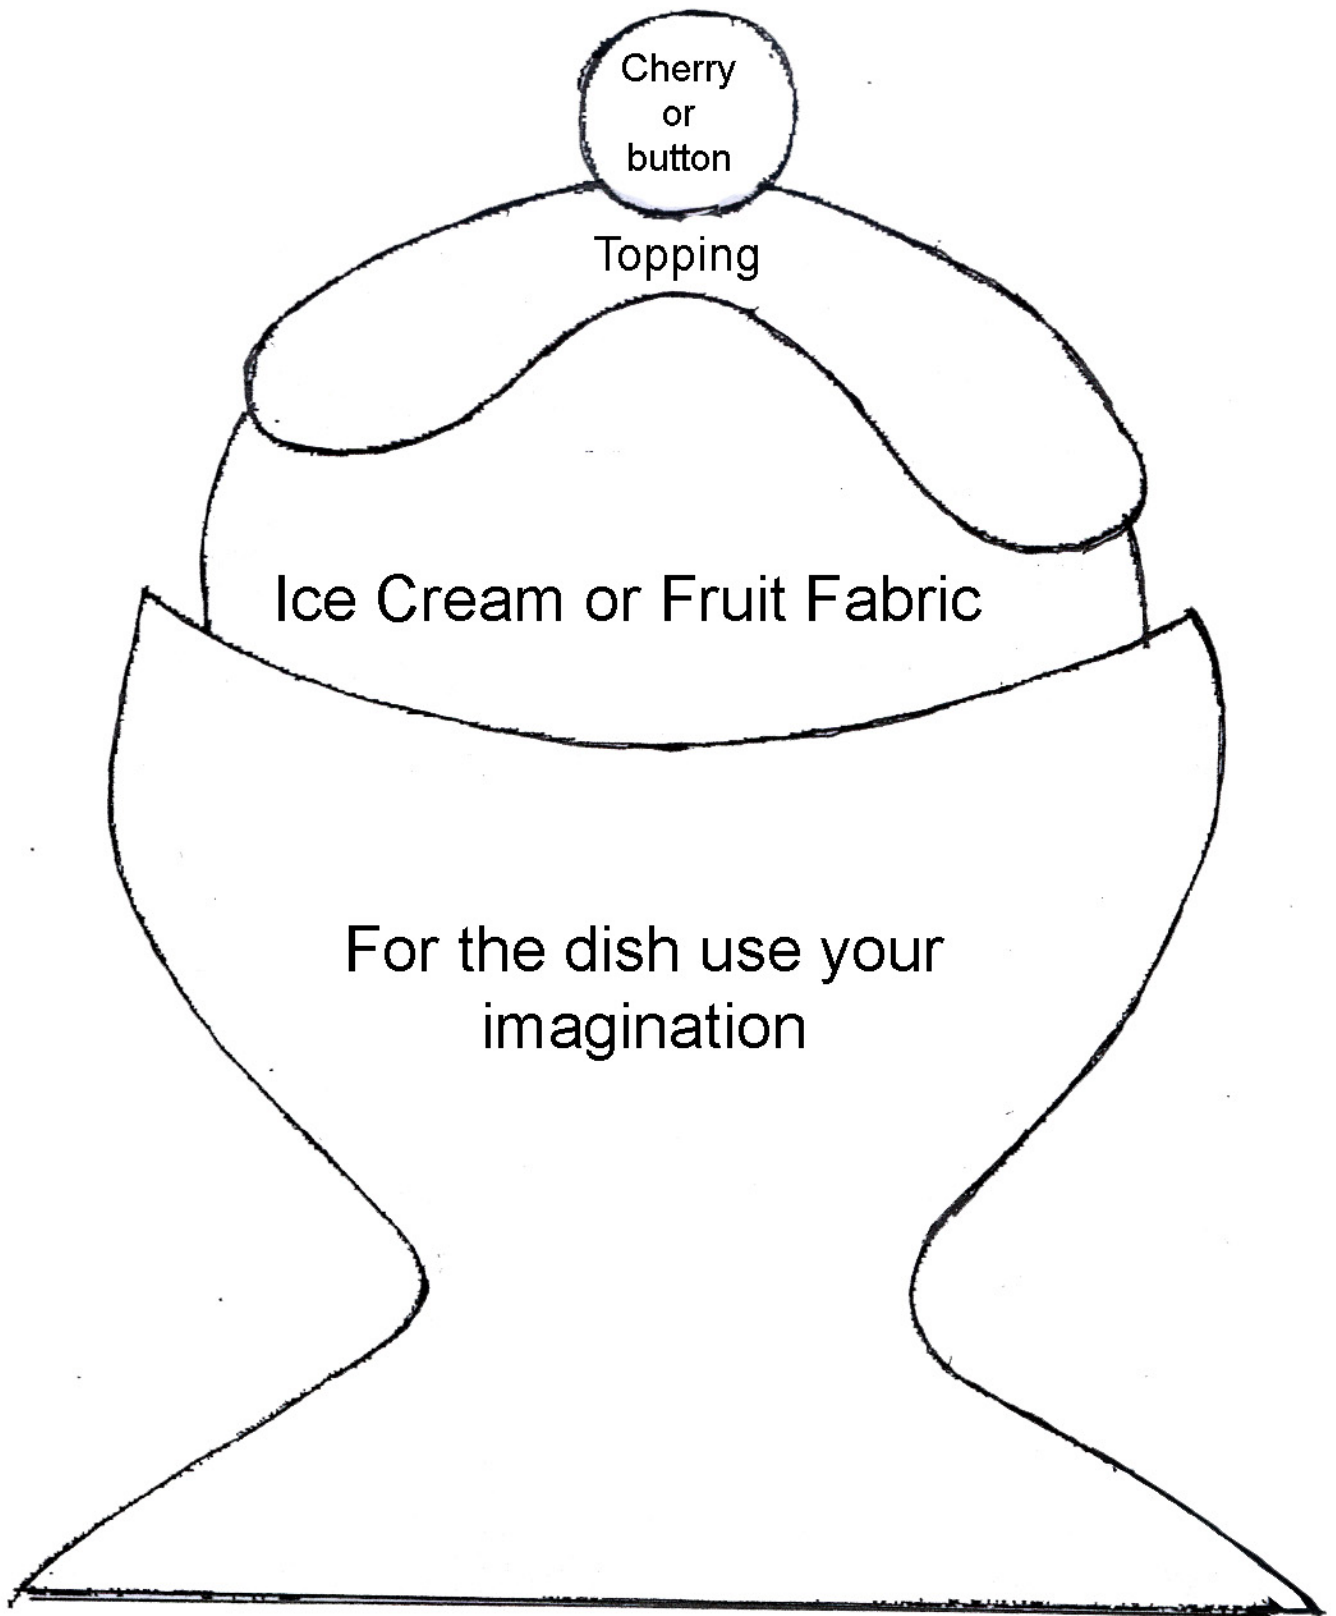 Cherry
or
button
Topping
Ice Cream or Fruit Fabric
For the dish use your
imagination